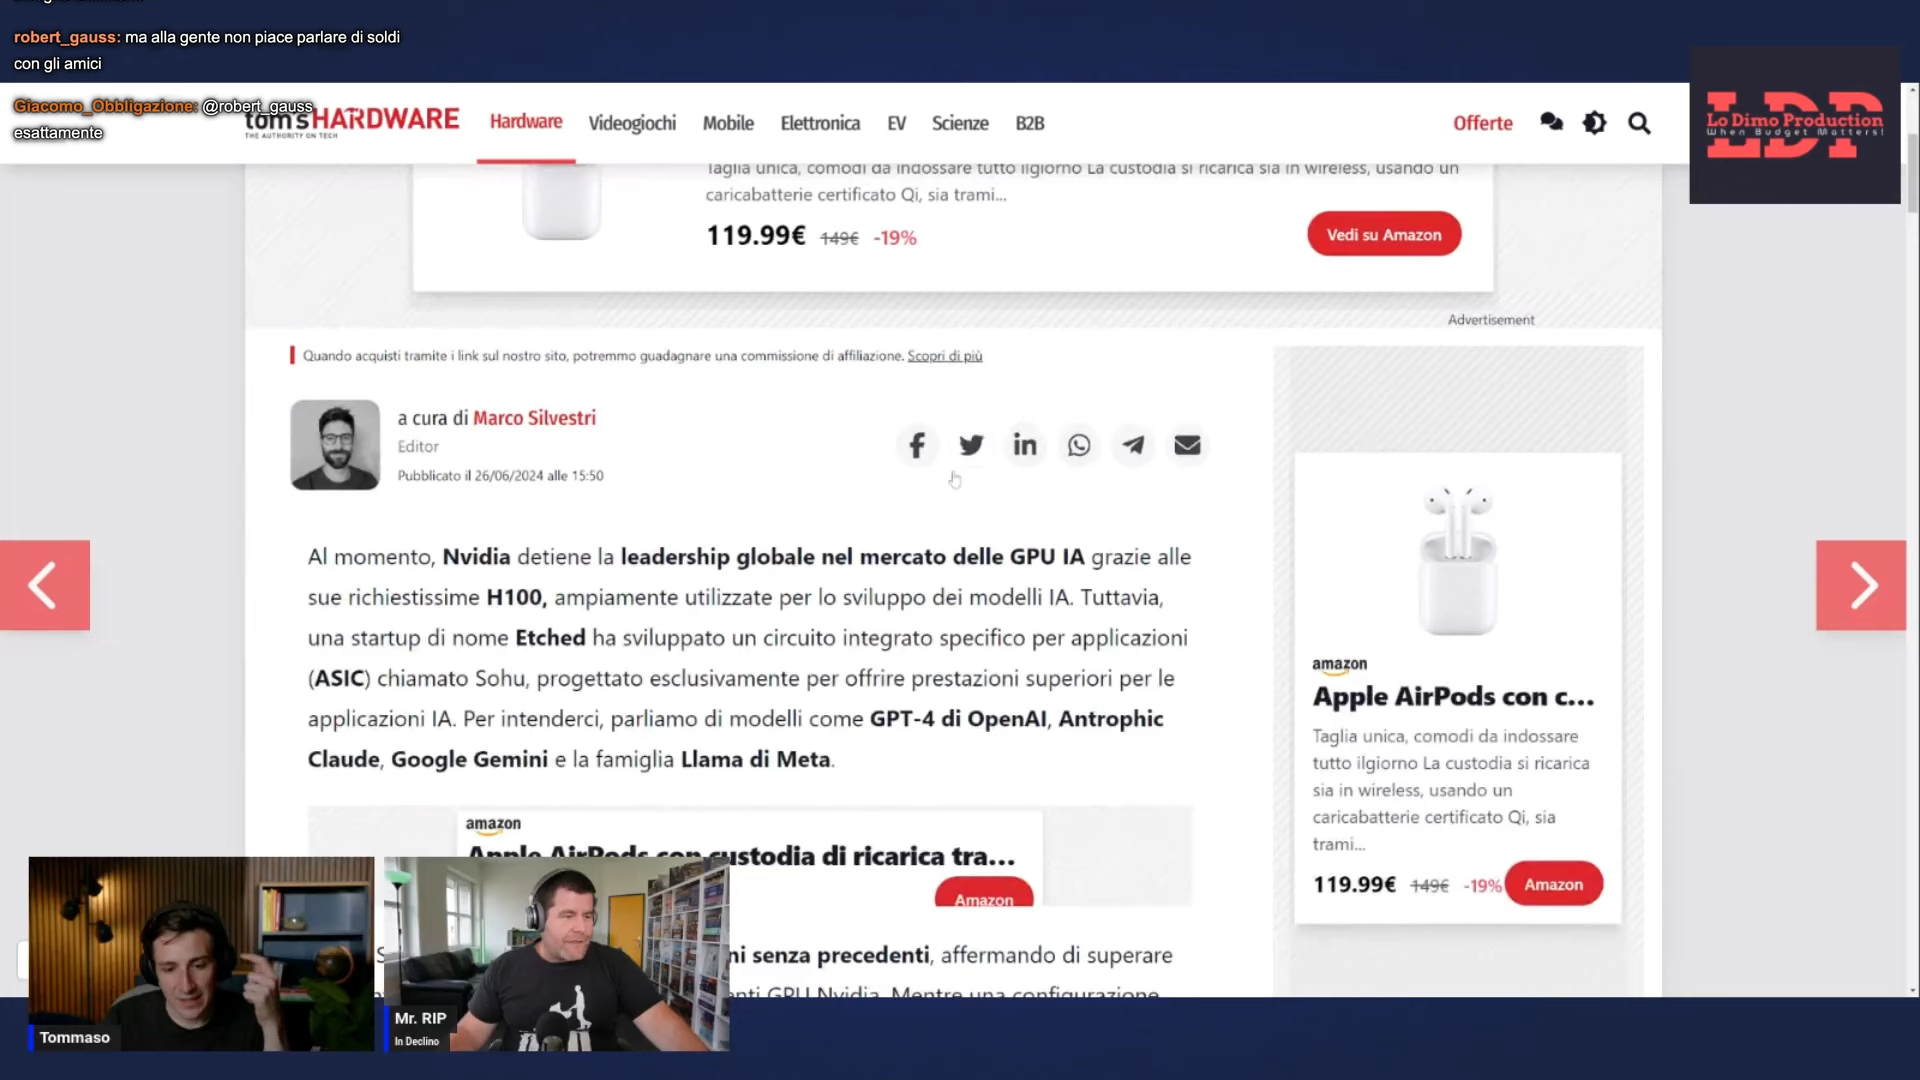 robert_gauss: ma alla gente non piace parlare di soldi
con gli amici
Giacomo_Obbligazione: @robert_gauss
esattamente
tom'sHARDWARE
THE AUTHORITY ON TECH
Hardware
Videogiochi
Mobile
Elettronica
EV
Scienze
B2B
Offerte
LDP
Lo Dimo Production
When Budget Matters!
Taglia unica, comodi da indossare tutto ilgiorno La custodia si ricarica sia in wireless, usando un
caricabatterie certificato Qi, sia trami...
119.99€ 149€ -19%
Vedi su Amazon
Advertisement
Quando acquisti tramite i link sul nostro sito, potremmo guadagnare una commissione di affiliazione. Scopri di più
a cura di Marco Silvestri
Editor
Pubblicato il 26/06/2024 alle 15:50
Al momento, Nvidia detiene la leadership globale nel mercato delle GPU IA grazie alle
sue richiestissime H100, ampiamente utilizzate per lo sviluppo dei modelli IA. Tuttavia,
una startup di nome Etched ha sviluppato un circuito integrato specifico per applicazioni
(ASIC) chiamato Sohu, progettato esclusivamente per offrire prestazioni superiori per le
applicazioni IA. Per intenderci, parliamo di modelli come GPT-4 di OpenAI, Antrophic
Claude, Google Gemini e la famiglia Llama di Meta.
amazon
Apple AirPods con custodia di ricarica tra...
Amazon
ni senza precedenti, affermando di superare
enti GPU Nvidia. Mentre una configurazione
amazon
Apple AirPods con c...
Taglia unica, comodi da indossare
tutto ilgiorno La custodia si ricarica
sia in wireless, usando un
caricabatterie certificato Qi, sia
trami...
119.99€ 149€ -19%
Amazon
Tommaso
Mr. RIP
In Declino